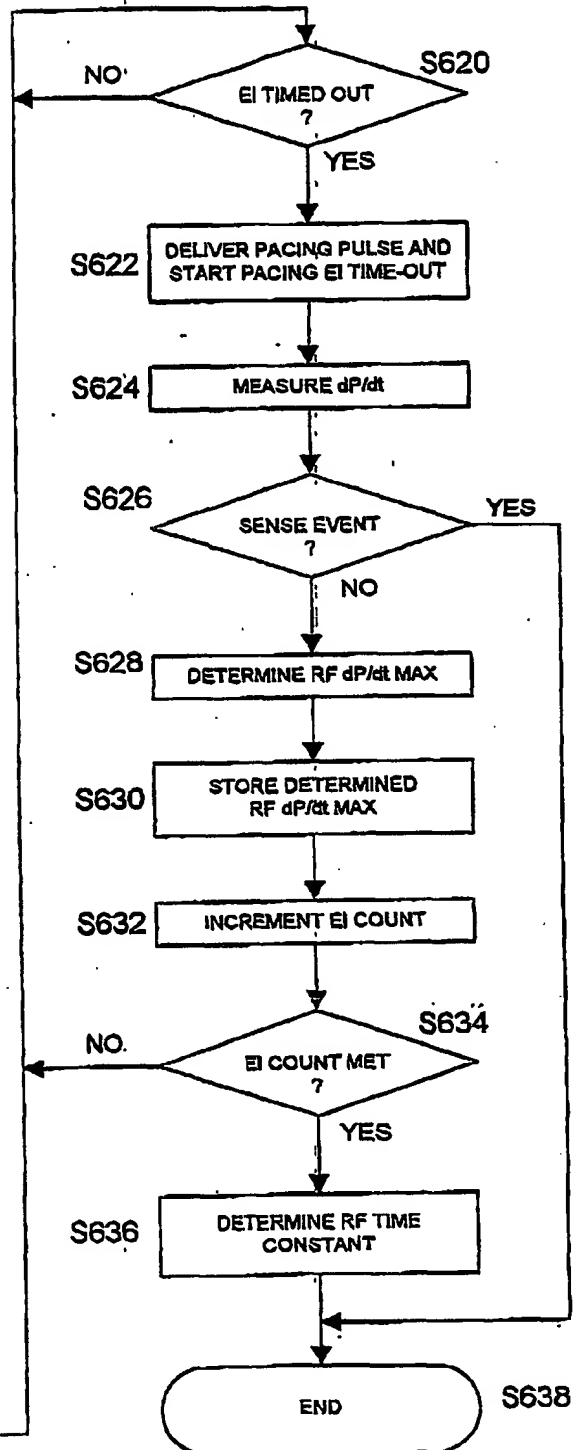 S620
NO
EI TIMED OUT
?
YES
S622
DELIVER PACING PULSE AND
START PACING EI TIME-OUT
S624
MEASURE dP/dt
S626
YES
SENSE EVENT
?
NO
S628
DETERMINE RF dP/dt MAX
S630
STORE DETERMINED
RF dP/dt MAX
S632
INCREMENT EI COUNT
S634
NO
EI COUNT MET
?
YES
S636
DETERMINE RF TIME
CONSTANT
END
S638